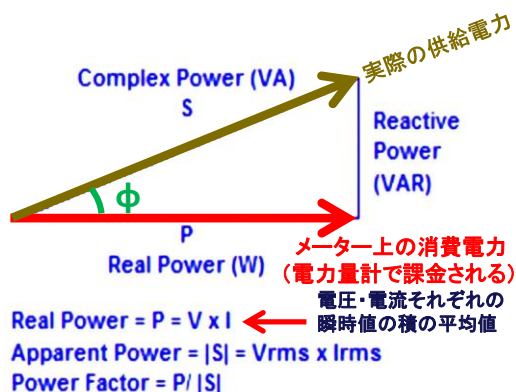 実際の供給電力
Complex Power (VA)
S
Reactive
Power
(VAR)
ϕ
P
Real Power (W)
メーター上の消費電力
（電力量計で課金される）
電圧・電流それぞれの
瞬時値の積の平均値
Real Power = P = V x I
Apparent Power = |S| = Vrms x Irms
Power Factor = P/ |S|